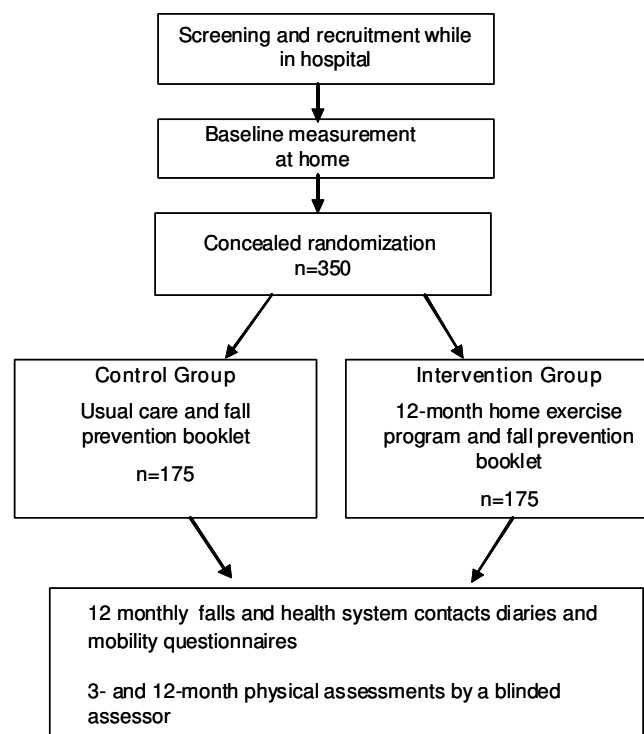 Screening and recruitment while
in hospital
Baseline measurement
at home
Concealed randomization
n=350
Control Group
Usual care and fall
prevention booklet
n=175
Intervention Group
12-month home exercise
program and fall prevention
booklet
n=175
12 monthly falls and health system contacts diaries and
mobility questionnaires
3- and 12-month physical assessments by a blinded
assessor